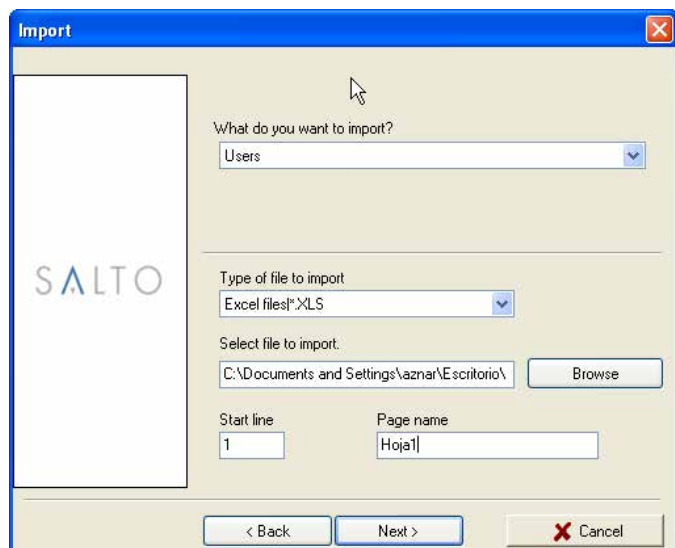 Import
What do you want to import?
Users
SALTO
Type of file to import
Excel files|*.XLS
Select file to import.
C:\Documents and Settings\aznar\Escritorio\
Browse
Start line
Page name
1
Hoja1
< Back
Next >
Cancel